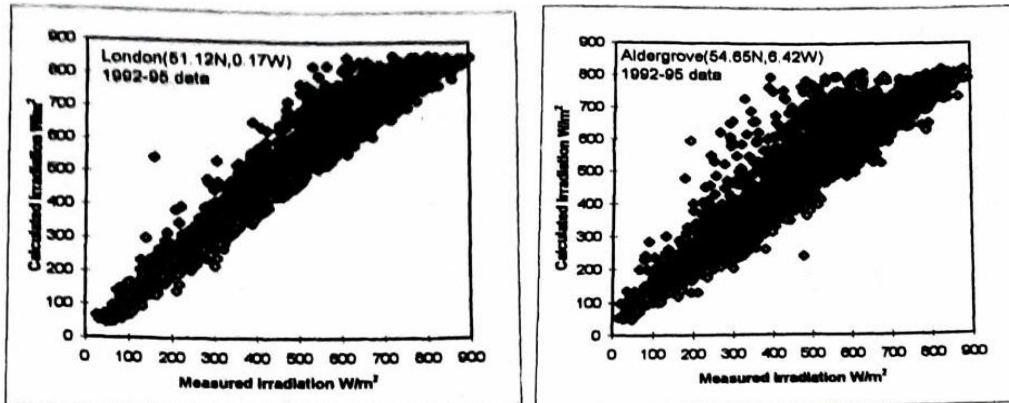 900
800
700
600
500
400
300
200
100
0
Calculated Irradiation W/m²
London(51.12N,0.17W)
1992-95 data
0 100 200 300 400 500 600 700 800 900
Measured Irradiation W/m²
900
800
700
600
500
400
300
200
100
0
Calculated Irradiation W/m²
Aldergrove(54.65N,6.42W)
1992-95 data
0 100 200 300 400 500 600 700 800 900
Measured Irradiation W/m²